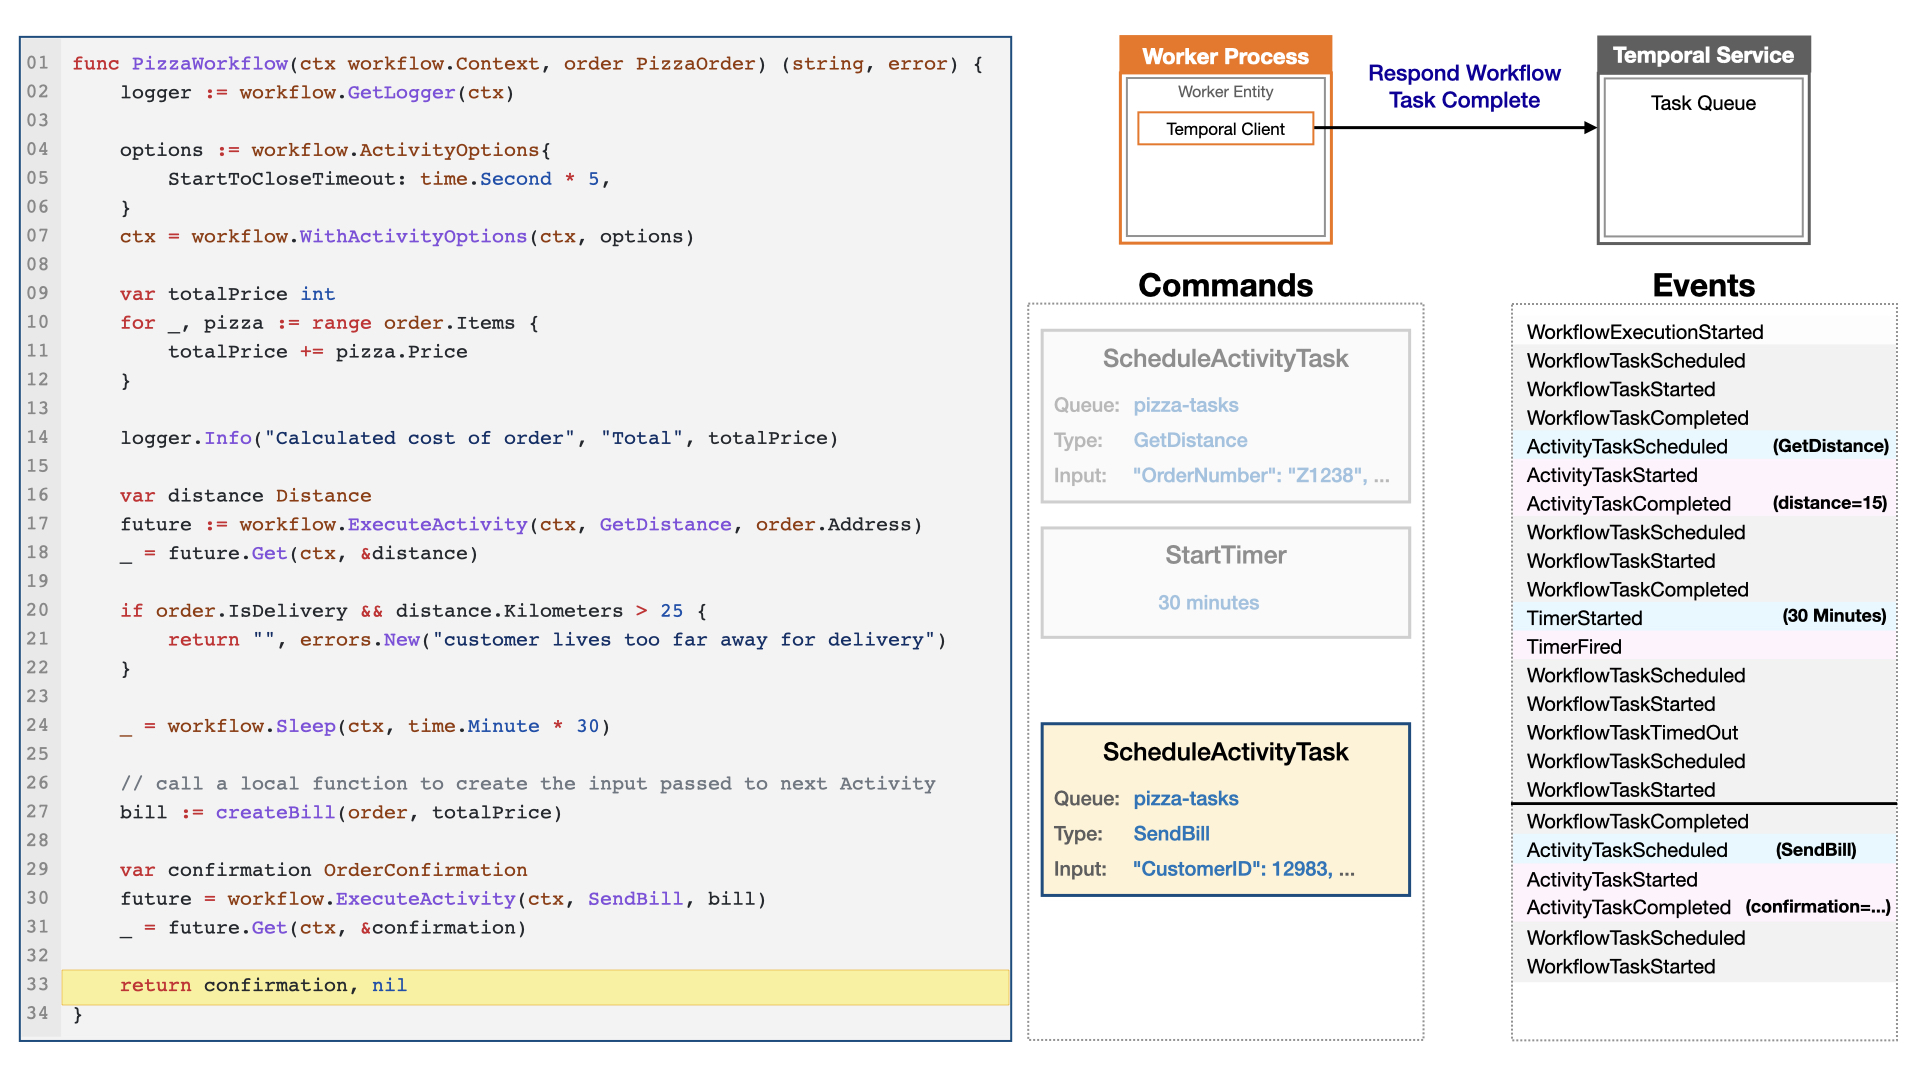 01 func PizzaWorkflow(ctx workflow.Context, order PizzaOrder) (string, error) {
02     logger := workflow.GetLogger(ctx)
03
04     options := workflow.ActivityOptions{
05         StartToCloseTimeout: time.Second * 5,
06     }
07     ctx = workflow.WithActivityOptions(ctx, options)
08
09     var totalPrice int
10     for _, pizza := range order.Items {
11         totalPrice += pizza.Price
12     }
13
14     logger.Info("Calculated cost of order", "Total", totalPrice)
15
16     var distance Distance
17     future := workflow.ExecuteActivity(ctx, GetDistance, order.Address)
18     _ = future.Get(ctx, &distance)
19
20     if order.IsDelivery && distance.Kilometers > 25 {
21         return "", errors.New("customer lives too far away for delivery")
22     }
23
24     _ = workflow.Sleep(ctx, time.Minute * 30)
25
26     // call a local function to create the input passed to next Activity
27     bill := createBill(order, totalPrice)
28
29     var confirmation OrderConfirmation
30     future = workflow.ExecuteActivity(ctx, SendBill, bill)
31     _ = future.Get(ctx, &confirmation)
32
33     return confirmation, nil
34 }
Worker Process
Worker Entity
Temporal Client
Respond Workflow
Task Complete
Temporal Service
Task Queue
Commands
ScheduleActivityTask
Queue: pizza-tasks
Type: GetDistance
Input: "OrderNumber": "Z1238", ...
StartTimer
30 minutes
ScheduleActivityTask
Queue: pizza-tasks
Type: SendBill
Input: "CustomerID": 12983, ...
Events
WorkflowExecutionStarted
WorkflowTaskScheduled
WorkflowTaskStarted
WorkflowTaskCompleted
ActivityTaskScheduled (GetDistance)
ActivityTaskStarted
ActivityTaskCompleted (distance=15)
WorkflowTaskScheduled
WorkflowTaskStarted
WorkflowTaskCompleted
TimerStarted (30 Minutes)
TimerFired
WorkflowTaskScheduled
WorkflowTaskStarted
WorkflowTaskTimedOut
WorkflowTaskScheduled
WorkflowTaskStarted
WorkflowTaskCompleted
ActivityTaskScheduled (SendBill)
ActivityTaskStarted
ActivityTaskCompleted (confirmation=...)
WorkflowTaskScheduled
WorkflowTaskStarted